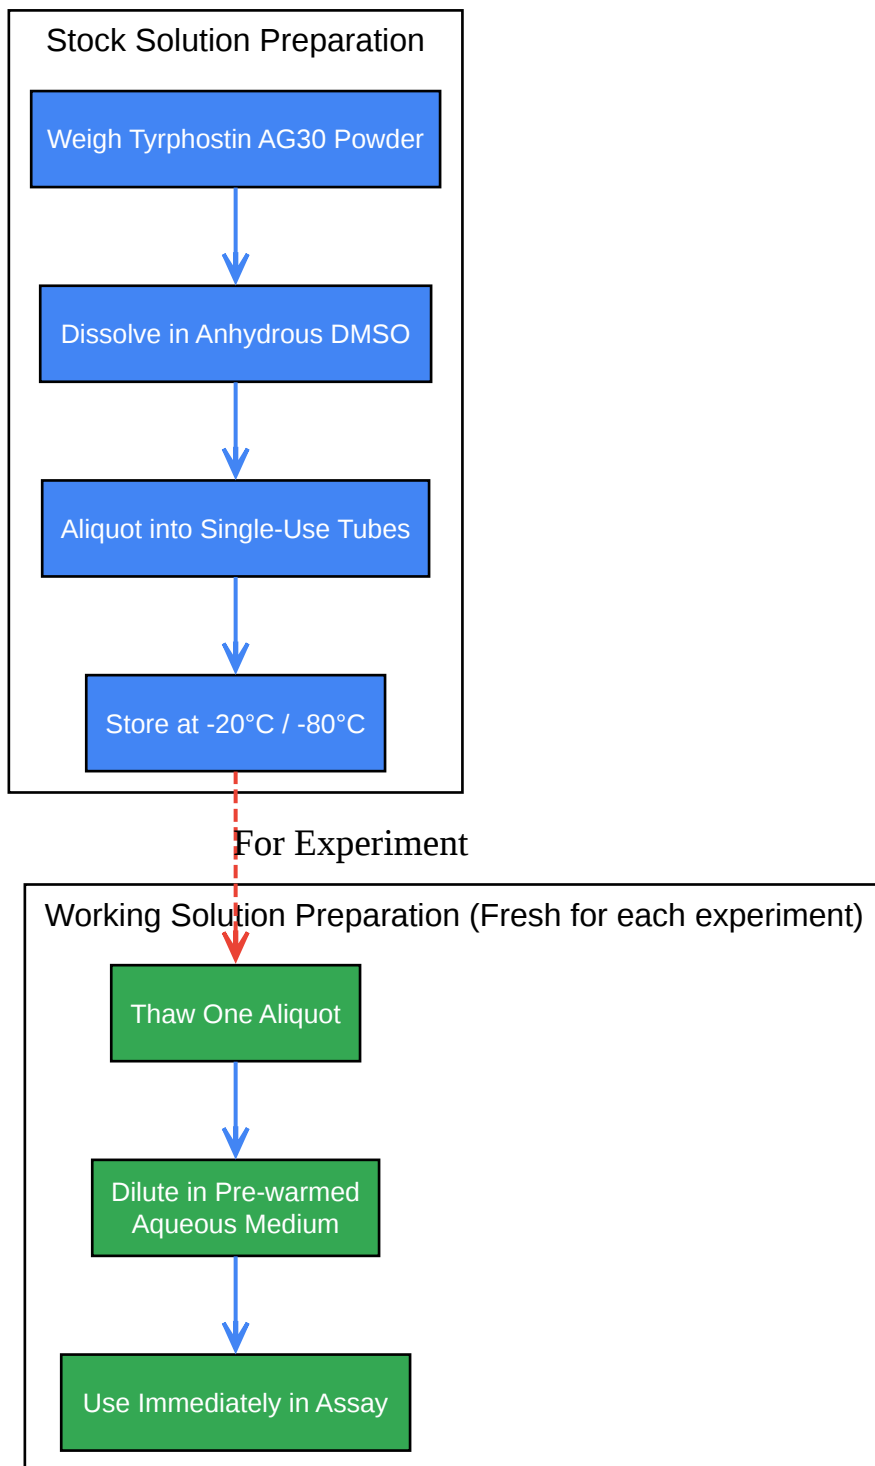 Stock Solution Preparation
Weigh Tyrphostin AG30 Powder
Dissolve in Anhydrous DMSO
Aliquot into Single-Use Tubes
Store at -20°C / -80°C
For Experiment
Working Solution Preparation (Fresh for each experiment)
Thaw One Aliquot
Dilute in Pre-warmed
Aqueous Medium
Use Immediately in Assay